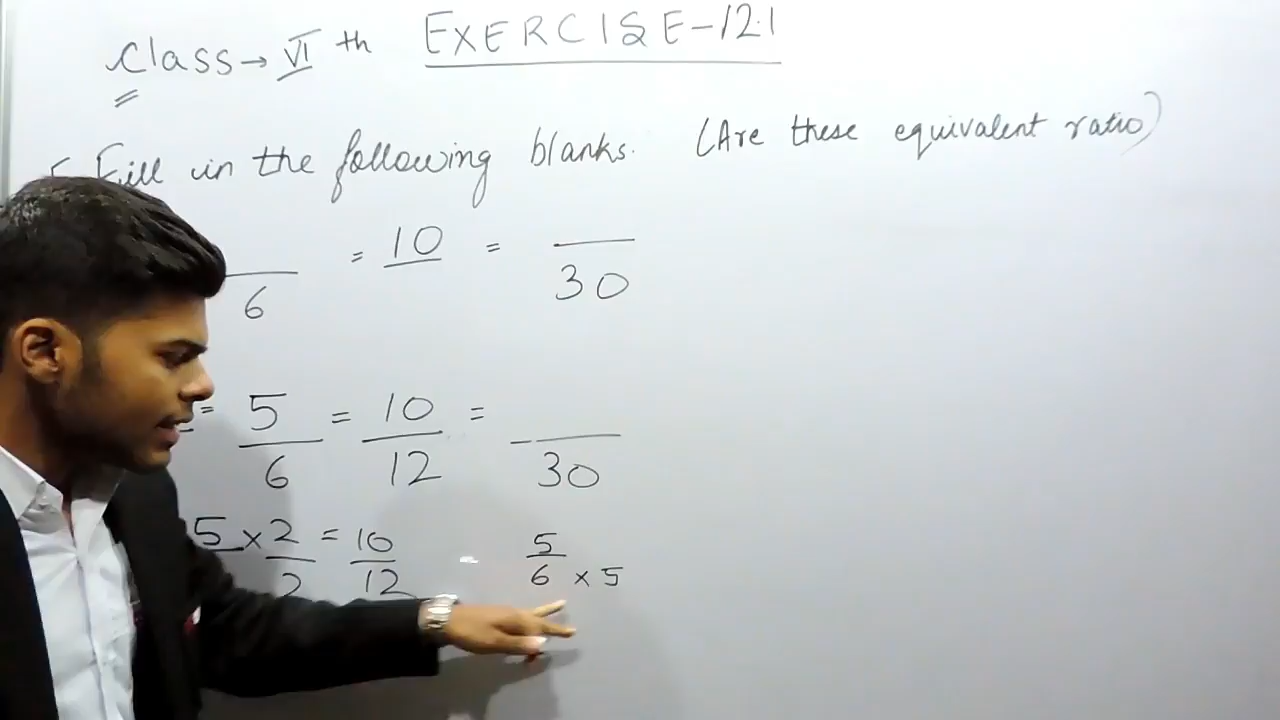 Class → VI th EXERCISE-12.1
Fill in the following blanks. (Are these equivalent ratio)
= 10 =
6 30
= 5 = 10 =
6 12 30
5 × 2 = 10 5
2 12 6 × 5